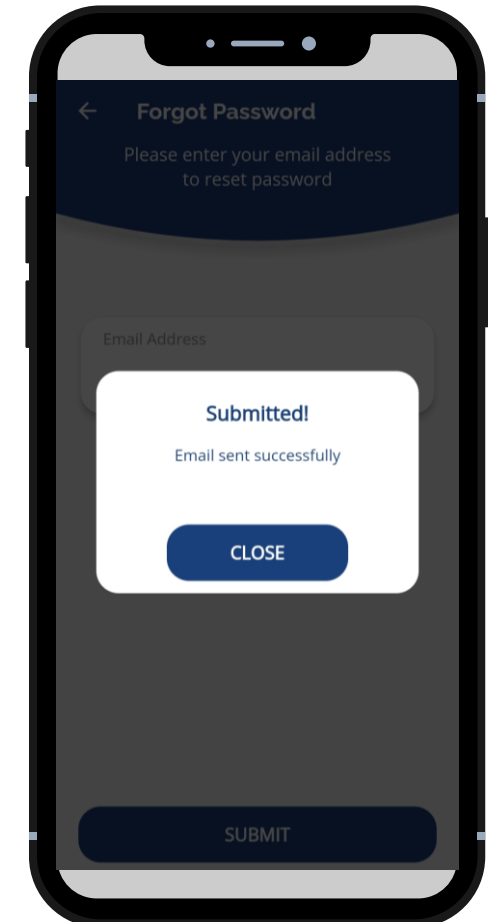 Forgot Password
Please enter your email address
to reset password
Email Address
Submitted!
Email sent successfully
CLOSE
SUBMIT